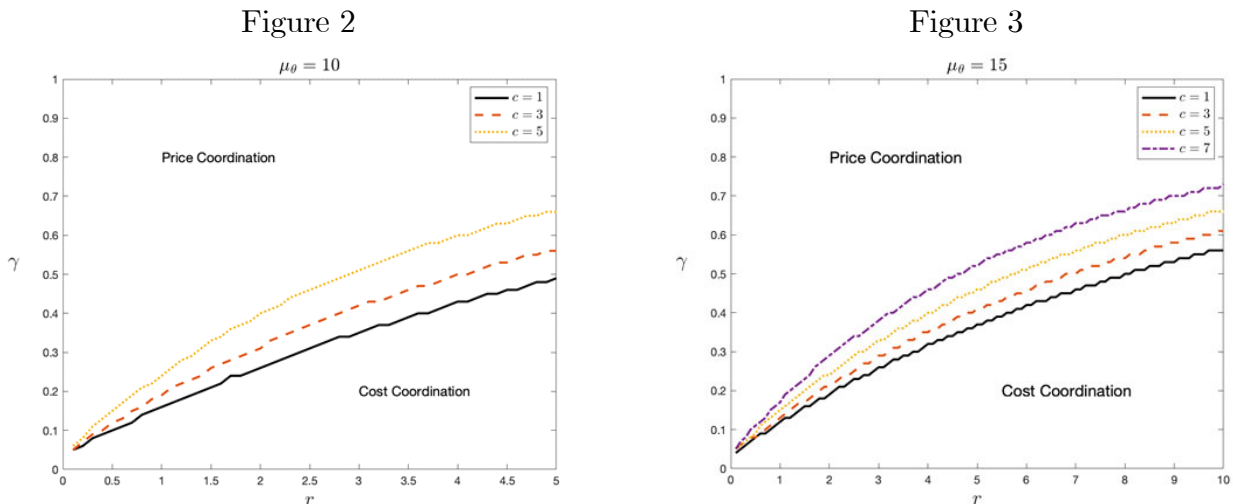 Figure 2
μ_θ = 10
1
0.9
0.8
0.7
0.6
0.5
0.4
0.3
0.2
0.1
0
γ
c = 1
c = 3
c = 5
Price Coordination
Cost Coordination
0 0.5 1 1.5 2 2.5 3 3.5 4 4.5 5
r
Figure 3
μ_θ = 15
1
0.9
0.8
0.7
0.6
0.5
0.4
0.3
0.2
0.1
0
γ
c = 1
c = 3
c = 5
c = 7
Price Coordination
Cost Coordination
0 1 2 3 4 5 6 7 8 9 10
r